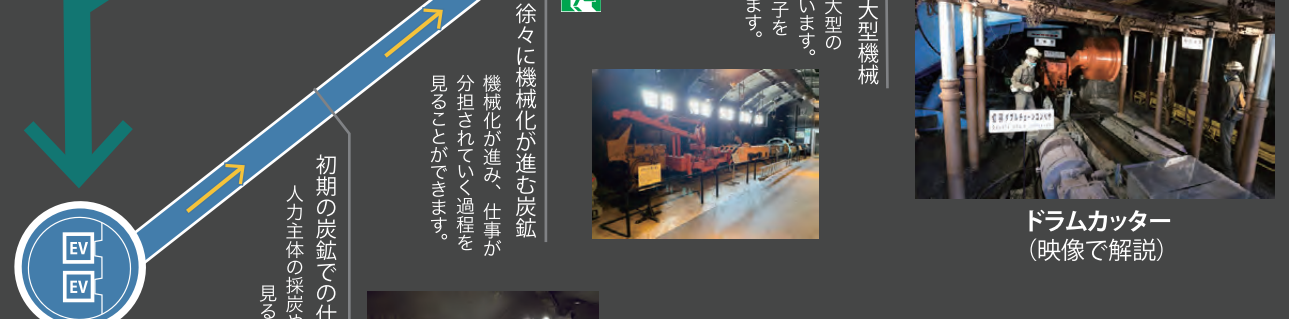 大型機械
大型の
います。
子を
ます。
徐々に機械化が進む炭鉱
機械化が進み、仕事が
分担されていく過程を
見ることができます。
初期の炭鉱での仕
人力主体の採炭や
見る
EV
EV
ドラムカッター
（映像で解説）